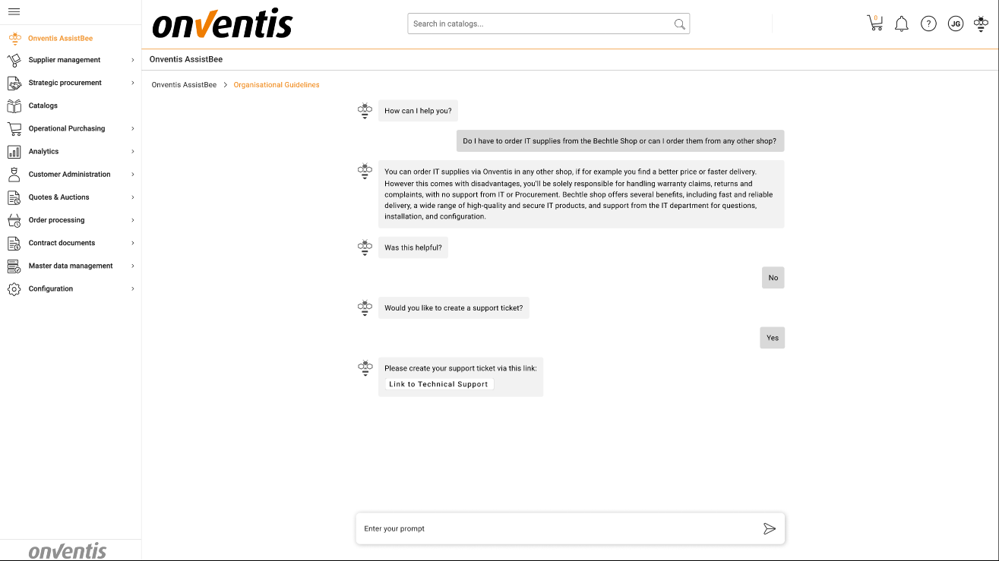 onventis
Search in catalogs...
0
?
JG
Onventis AssistBee
Supplier management
Strategic procurement
Catalogs
Operational Purchasing
Analytics
Customer Administration
Quotes & Auctions
Order processing
Contract documents
Master data management
Configuration
onventis
Onventis AssistBee
Onventis AssistBee > Organisational Guidelines
How can I help you?
Do I have to order IT supplies from the Bechtle Shop or can I order them from any other shop?
You can order IT supplies via Onventis in any other shop, if for example you find a better price or faster delivery.
However this comes with disadvantages, you'll be solely responsible for handling warranty claims, returns and
complaints, with no support from IT or Procurement. Bechtle shop offers several benefits, including fast and reliable
delivery, a wide range of high-quality and secure IT products, and support from the IT department for questions,
installation, and configuration.
Was this helpful?
No
Would you like to create a support ticket?
Yes
Please create your support ticket via this link:
Link to Technical Support
Enter your prompt